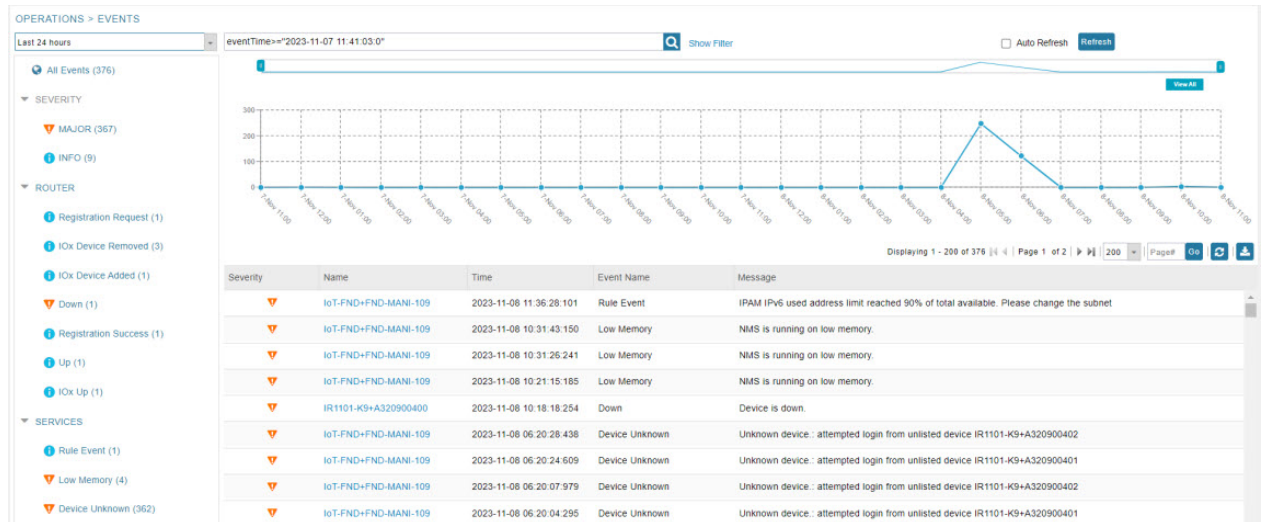 OPERATIONS > EVENTS
Last 24 hours
eventTime>="2023-11-07 11:41:03:0"
Show Filter
Auto Refresh
Refresh
All Events (376)
SEVERITY
MAJOR (367)
INFO (9)
ROUTER
Registration Request (1)
IOx Device Removed (3)
IOx Device Added (1)
Down (1)
Registration Success (1)
Up (1)
IOx Up (1)
SERVICES
Rule Event (1)
Low Memory (4)
Device Unknown (362)
View All
300
200
100
0
7-Nov 11:00
7-Nov 12:00
7-Nov 01:00
7-Nov 02:00
7-Nov 03:00
7-Nov 04:00
7-Nov 05:00
7-Nov 06:00
7-Nov 07:00
7-Nov 08:00
7-Nov 09:00
7-Nov 10:00
7-Nov 11:00
8-Nov 12:00
8-Nov 01:00
8-Nov 02:00
8-Nov 03:00
8-Nov 04:00
8-Nov 05:00
8-Nov 06:00
8-Nov 07:00
8-Nov 08:00
8-Nov 09:00
8-Nov 10:00
8-Nov 11:00
Displaying 1 - 200 of 376 Page 1 of 2 200 Page# Go
Severity Name Time Event Name Message
IoT-FND+FND-MANI-109 2023-11-08 11:36:28:101 Rule Event IPAM IPv6 used address limit reached 90% of total available. Please change the subnet
IoT-FND+FND-MANI-109 2023-11-08 10:31:43:150 Low Memory NMS is running on low memory.
IoT-FND+FND-MANI-109 2023-11-08 10:31:26:241 Low Memory NMS is running on low memory.
IoT-FND+FND-MANI-109 2023-11-08 10:21:15:185 Low Memory NMS is running on low memory.
IR1101-K9+A320900400 2023-11-08 10:18:18:254 Down Device is down.
IoT-FND+FND-MANI-109 2023-11-08 06:20:28:438 Device Unknown Unknown device.: attempted login from unlisted device IR1101-K9+A320900402
IoT-FND+FND-MANI-109 2023-11-08 06:20:24:609 Device Unknown Unknown device.: attempted login from unlisted device IR1101-K9+A320900401
IoT-FND+FND-MANI-109 2023-11-08 06:20:07:979 Device Unknown Unknown device.: attempted login from unlisted device IR1101-K9+A320900402
IoT-FND+FND-MANI-109 2023-11-08 06:20:04:295 Device Unknown Unknown device.: attempted login from unlisted device IR1101-K9+A320900401